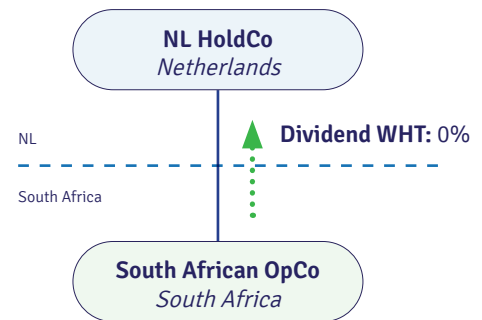 NL HoldCo
Netherlands
Dividend WHT: 0%
NL
South Africa
South African OpCo
South Africa